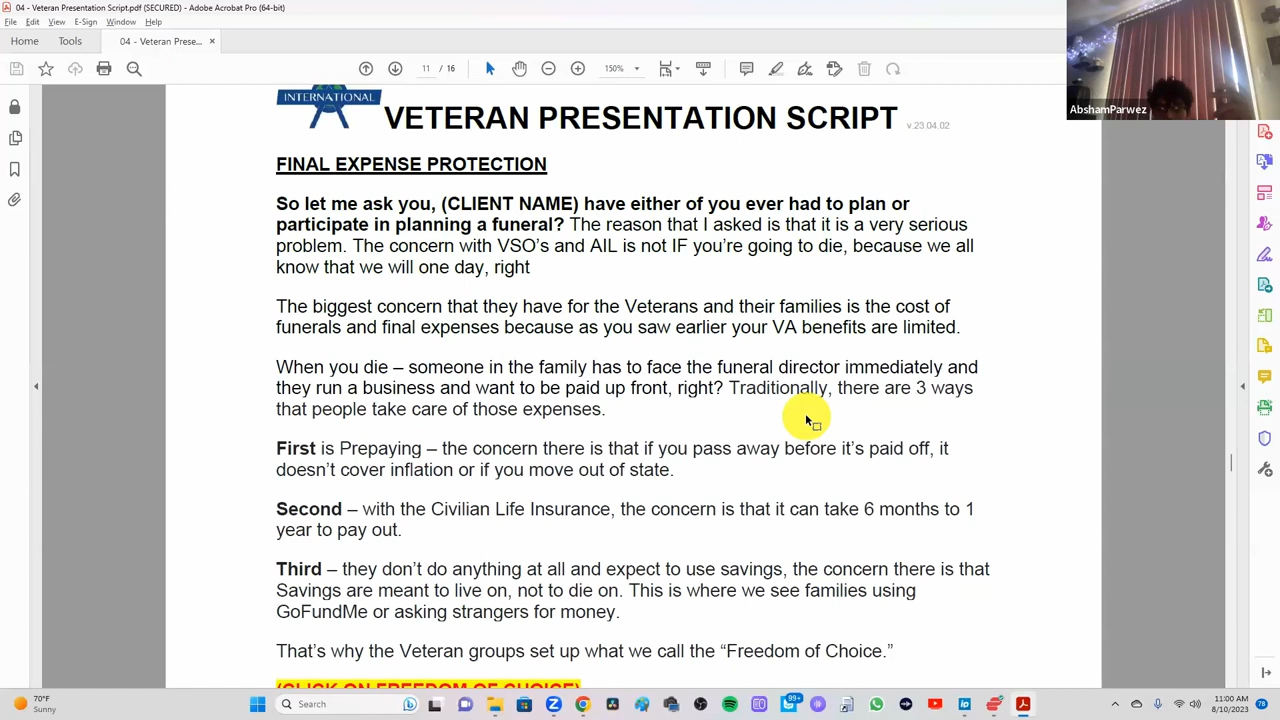 04 - Veteran Presentation Script.pdf (SECURED) - Adobe Acrobat Pro (64-bit)
File Edit View E-Sign Window Help
Home Tools 04 - Veteran Prese... ×
11 / 16 150%
AbshamParwez
INTERNATIONAL
VETERAN PRESENTATION SCRIPT v.23.04.02
FINAL EXPENSE PROTECTION
So let me ask you, (CLIENT NAME) have either of you ever had to plan or
participate in planning a funeral? The reason that I asked is that it is a very serious
problem. The concern with VSO's and AIL is not IF you're going to die, because we all
know that we will one day, right
The biggest concern that they have for the Veterans and their families is the cost of
funerals and final expenses because as you saw earlier your VA benefits are limited.
When you die – someone in the family has to face the funeral director immediately and
they run a business and want to be paid up front, right? Traditionally, there are 3 ways
that people take care of those expenses.
First is Prepaying – the concern there is that if you pass away before it's paid off, it
doesn't cover inflation or if you move out of state.
Second – with the Civilian Life Insurance, the concern is that it can take 6 months to 1
year to pay out.
Third – they don't do anything at all and expect to use savings, the concern there is that
Savings are meant to live on, not to die on. This is where we see families using
GoFundMe or asking strangers for money.
That's why the Veteran groups set up what we call the “Freedom of Choice.”
(CLICK ON FREEDOM OF CHOICE)
70°F
Sunny
Search
99+
11:00 AM
8/10/2023
78